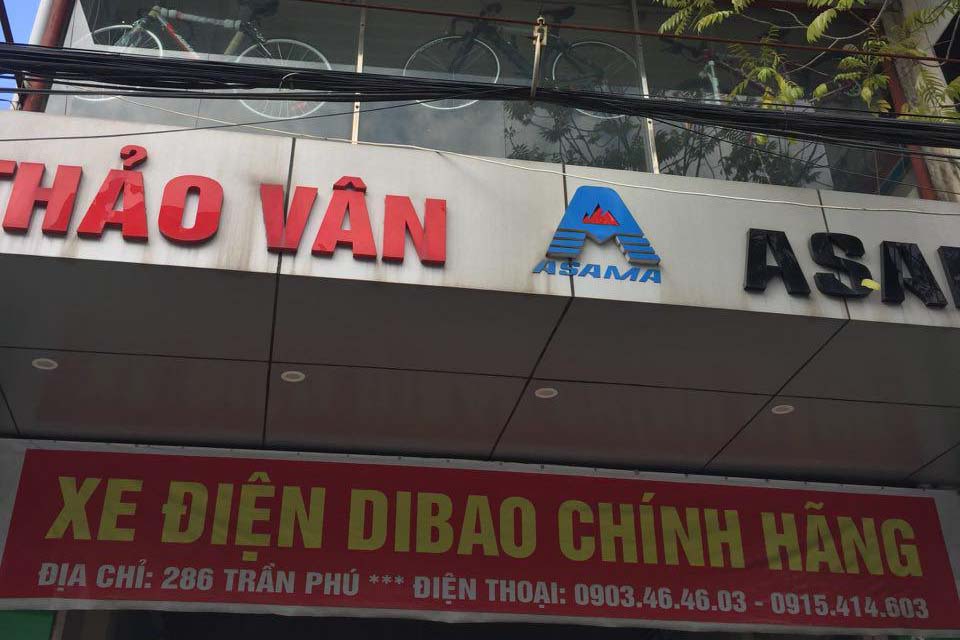 THẢO VÂN
ASAMA
XE ĐIỆN DIBAO CHÍNH HÃNG
ĐỊA CHỈ: 286 TRẦN PHÚ *** ĐIỆN THOẠI: 0903.46.46.03 - 0915.414.603